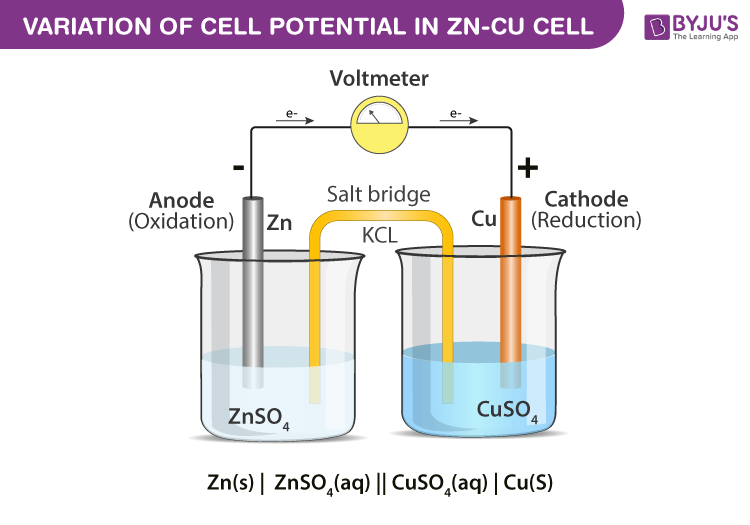 VARIATION OF CELL POTENTIAL IN ZN-CU CELL
BYJU'S
The Learning App
Voltmeter
e-
e-
-
+
Anode
(Oxidation)
Zn
Salt bridge
KCL
Cu
Cathode
(Reduction)
ZnSO4
CuSO4
Zn(s) | ZnSO4(aq) || CuSO4(aq) | Cu(S)